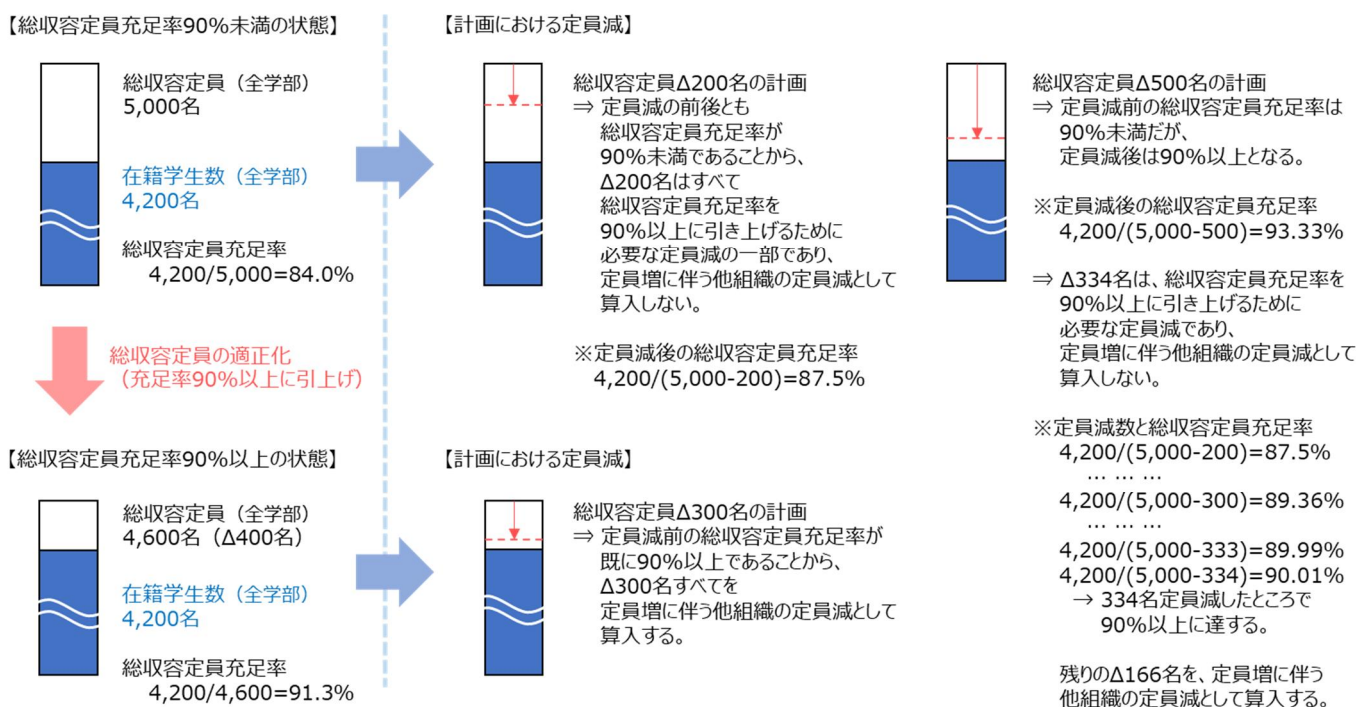 【総収容定員充足率90%未満の状態】
総収容定員（全学部）
5,000名
在籍学生数（全学部）
4,200名
総収容定員充足率
4,200/5,000=84.0%
総収容定員の適正化
（充足率90%以上に引上げ）
【総収容定員充足率90%以上の状態】
総収容定員（全学部）
4,600名（Δ400名）
在籍学生数（全学部）
4,200名
総収容定員充足率
4,200/4,600=91.3%
【計画における定員減】
総収容定員Δ200名の計画
⇒ 定員減の前後とも
総収容定員充足率が
90%未満であることから、
Δ200名はすべて
総収容定員充足率を
90%以上に引き上げるために
必要な定員減の一部であり、
定員増に伴う他組織の定員減として
算入しない。
※定員減後の総収容定員充足率
4,200/(5,000-200)=87.5%
【計画における定員減】
総収容定員Δ300名の計画
⇒ 定員減前の総収容定員充足率が
既に90%以上であることから、
Δ300名すべてを
定員増に伴う他組織の定員減として
算入する。
総収容定員Δ500名の計画
⇒ 定員減前の総収容定員充足率は
90%未満だが、
定員減後は90%以上となる。
※定員減後の総収容定員充足率
4,200/(5,000-500)=93.33%
⇒ Δ334名は、総収容定員充足率を
90%以上に引き上げるために
必要な定員減であり、
定員増に伴う他組織の定員減として
算入しない。
※定員減数と総収容定員充足率
4,200/(5,000-200)=87.5%
… … …
4,200/(5,000-300)=89.36%
… … …
4,200/(5,000-333)=89.99%
4,200/(5,000-334)=90.01%
→ 334名定員減したところで
90%以上に達する。
残りのΔ166名を、定員増に伴う
他組織の定員減として算入する。